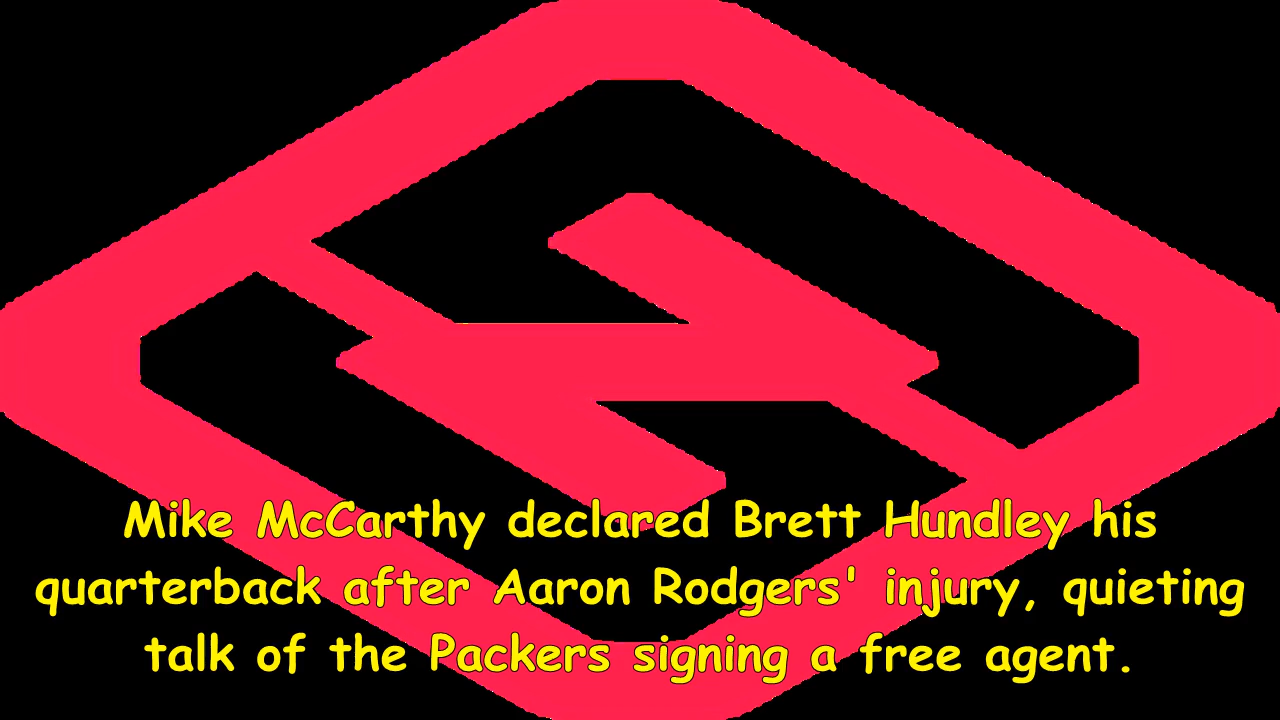 Mike McCarthy declared Brett Hundley his
quarterback after Aaron Rodgers' injury, quieting
talk of the Packers signing a free agent.